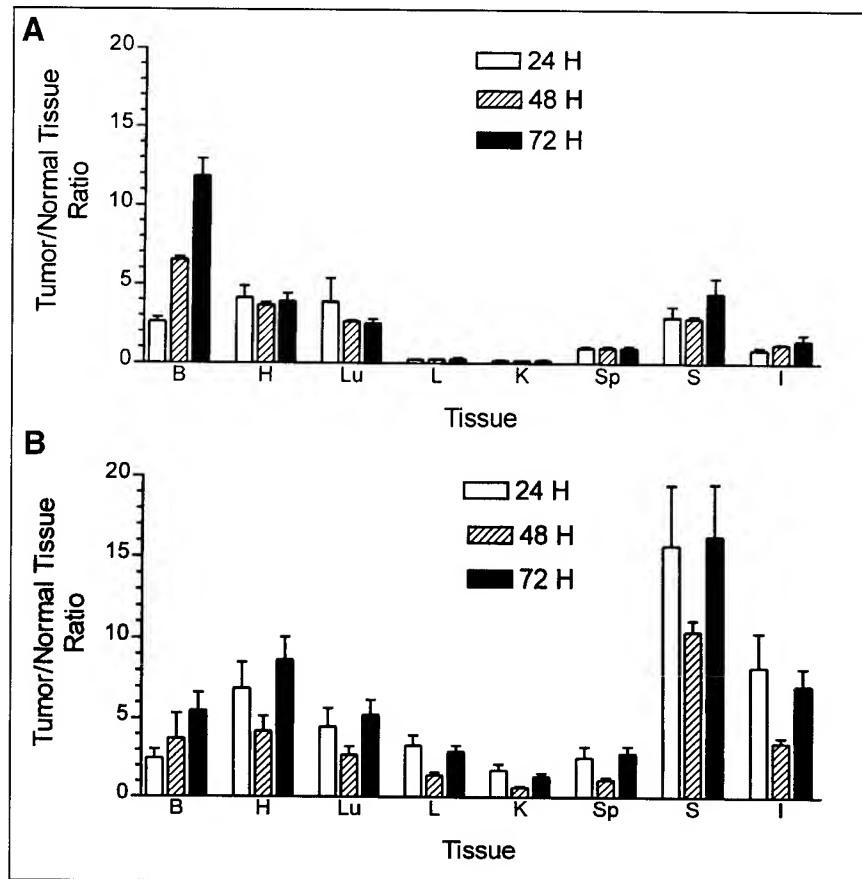 A
20
15
10
5
0
Tumor/Normal Tissue
Ratio
24 H
48 H
72 H
B H Lu L K Sp S I
Tissue
B
20
15
10
5
0
Tumor/Normal Tissue
Ratio
24 H
48 H
72 H
B H Lu L K Sp S I
Tissue